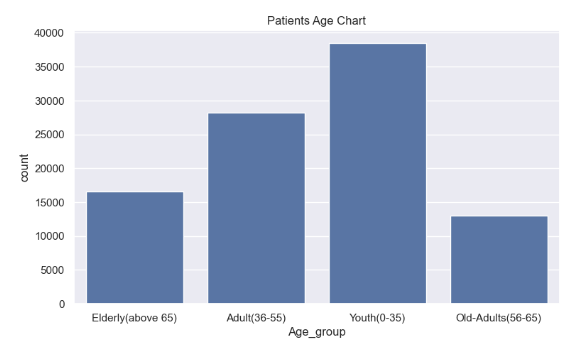 Patients Age Chart
40000
35000
30000
25000
20000
15000
10000
5000
0
count
Elderly(above 65) Adult(36-55) Youth(0-35) Old-Adults(56-65)
Age_group